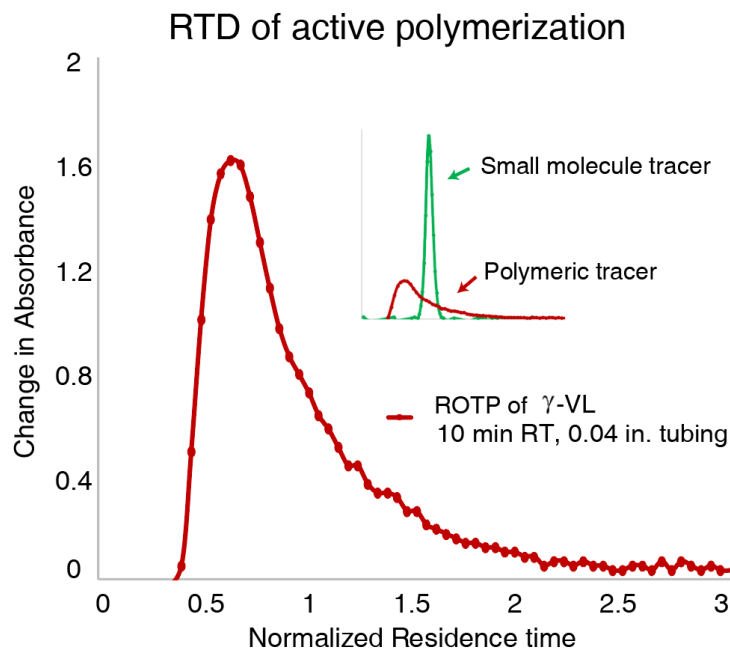 RTD of active polymerization
2
1.6
1.2
0.8
0.4
0
Change in Absorbance
Small molecule tracer
Polymeric tracer
ROTP of γ-VL
10 min RT, 0.04 in. tubing
0 0.5 1 1.5 2 2.5 3
Normalized Residence time